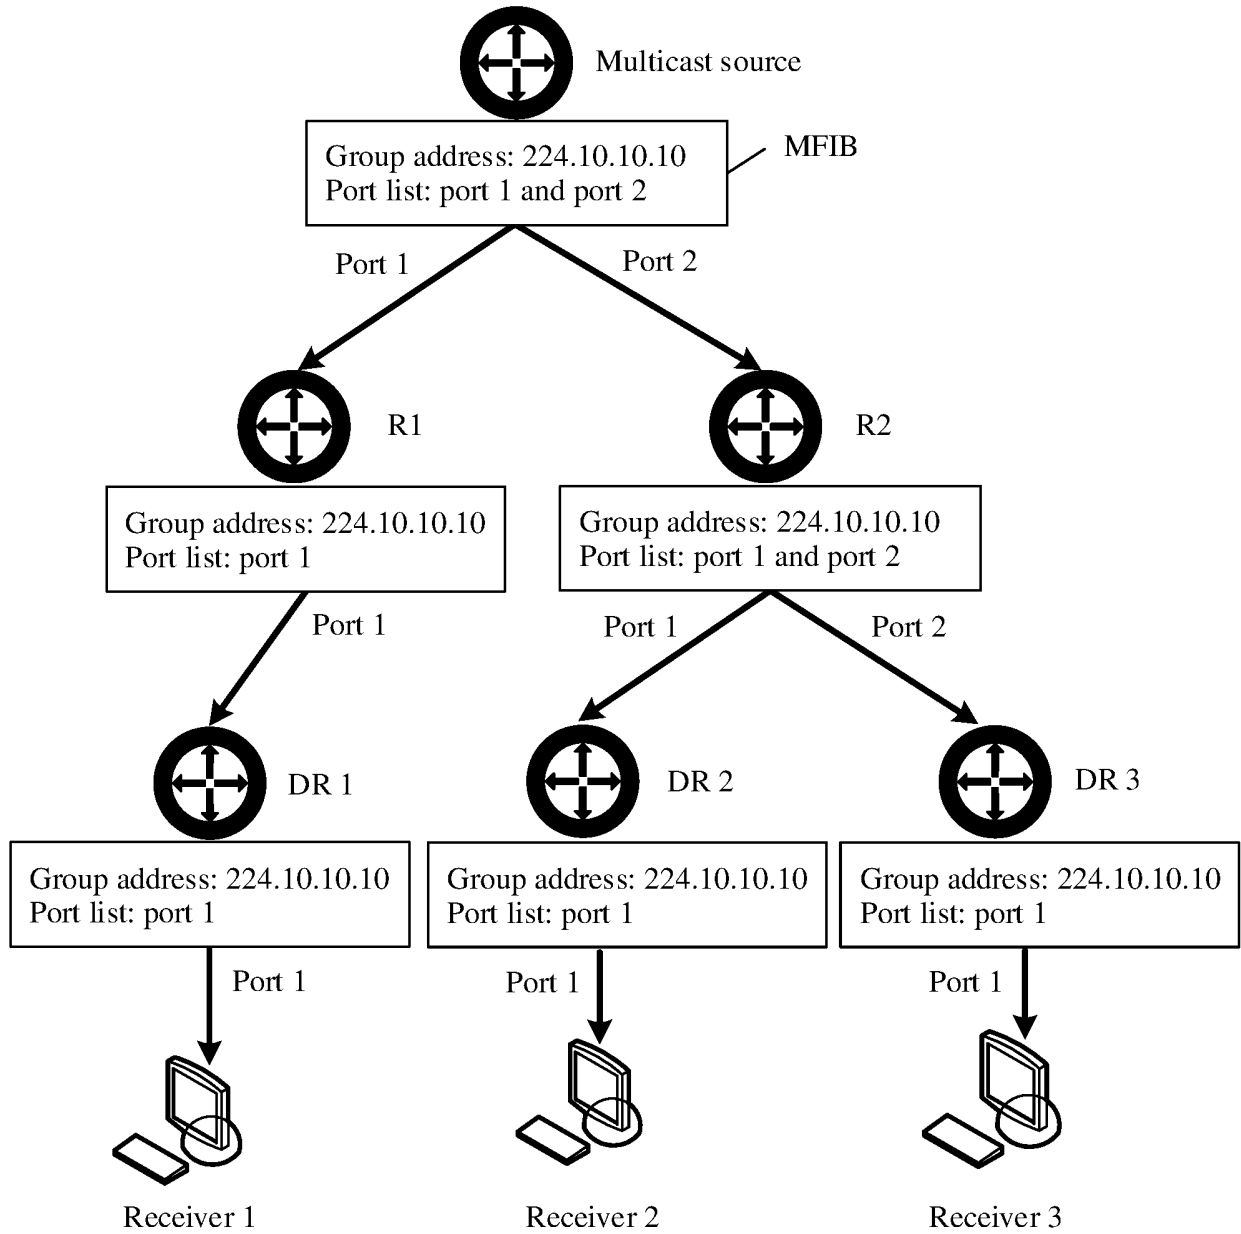 Multicast source
Group address: 224.10.10.10
Port list: port 1 and port 2
MFIB
Port 1
Port 2
R1
R2
Group address: 224.10.10.10
Port list: port 1
Group address: 224.10.10.10
Port list: port 1 and port 2
Port 1
Port 1
Port 2
DR 1
DR 2
DR 3
Group address: 224.10.10.10
Port list: port 1
Group address: 224.10.10.10
Port list: port 1
Group address: 224.10.10.10
Port list: port 1
Port 1
Port 1
Port 1
Receiver 1
Receiver 2
Receiver 3